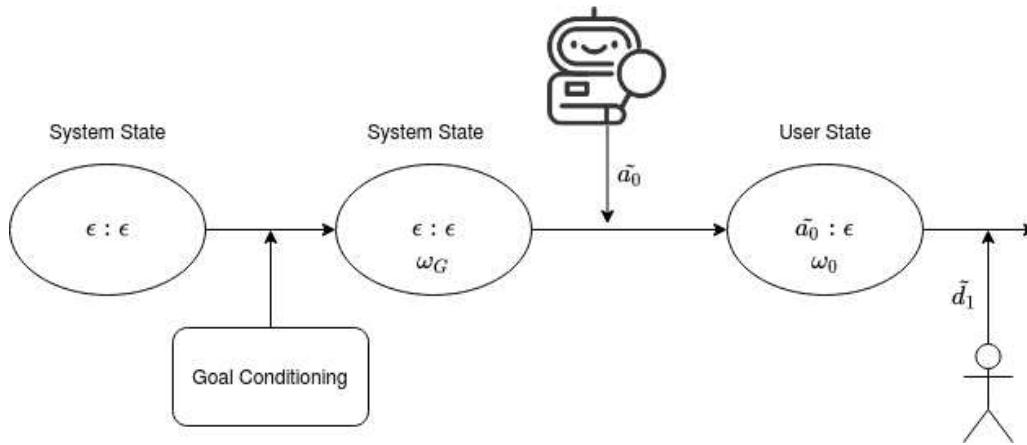 System State
System State
User State
ϵ : ϵ
ϵ : ϵ
ω_G
ã_0
ã_0 : ϵ
ω_0
d̃_1
Goal Conditioning